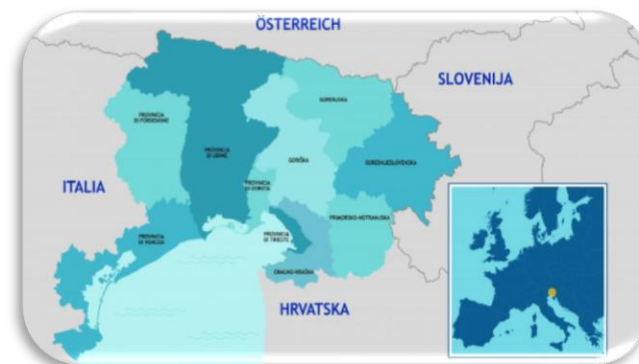 ÖSTERREICH
SLOVENIJA
GORENJSKA
PROVINCIA
DI PORDENONE
PROVINCIA
DI UDINE
GORIŠKA
OSREDNJESLOVENSKA
PROVINCIA
DI GORIZIA
ITALIA
PRIMORSKO-NOTRANJSKA
PROVINCIA
DI VENEZIA
PROVINCIA
DI TRIESTE
OBALNO-KRAŠKA
HRVATSKA